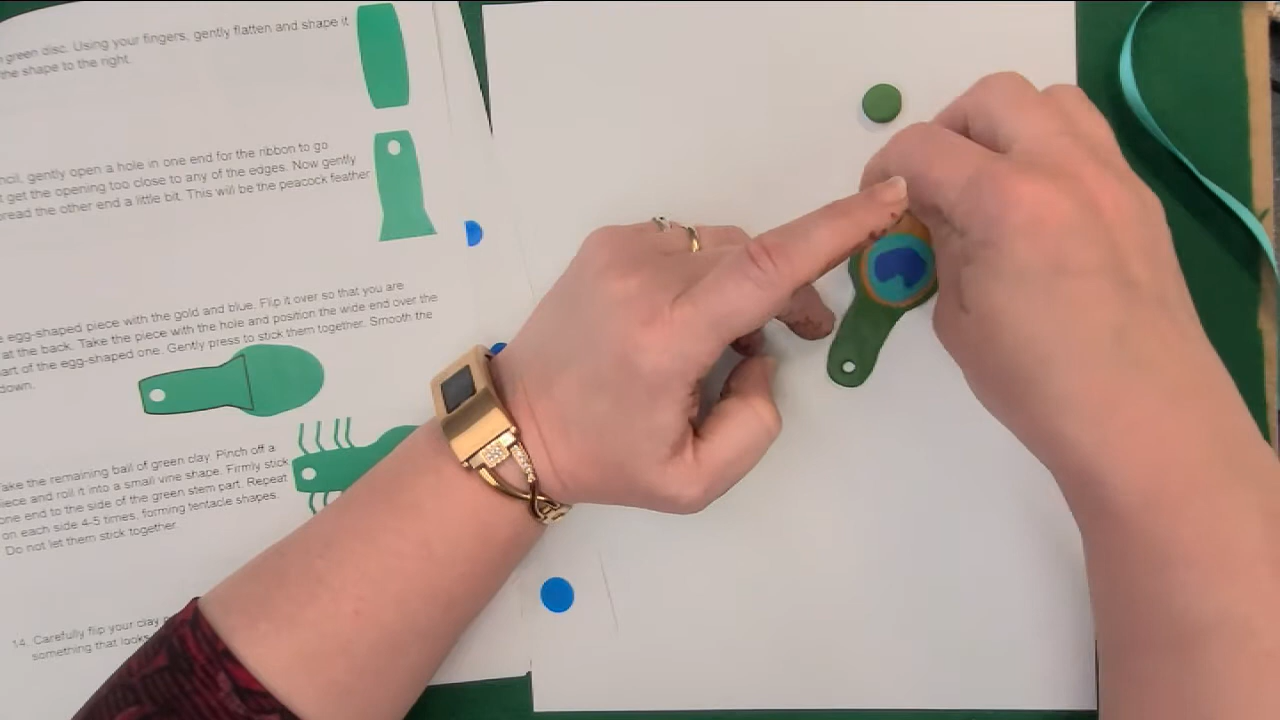 green disc. Using your fingers, gently flatten and shape it
the shape to the right.
gently open a hole in one end for the ribbon to go
get the opening too close to any of the edges. Now gently
the other end a little bit. This will be the peacock feather
egg-shaped piece with the gold and blue. Flip it over so that you are
at the back. Take the piece with the hole and position the wide end over the
of the egg-shaped one. Gently press to stick them together. Smooth the
down.
the remaining ball of green clay. Pinch off a
and roll it into a small vine shape. Firmly stick
one end to the side of the green stem part. Repeat
on each side 4-5 times, forming tentacle shapes.
Do not let them stick together.
14. Carefully flip your clay
something that looks